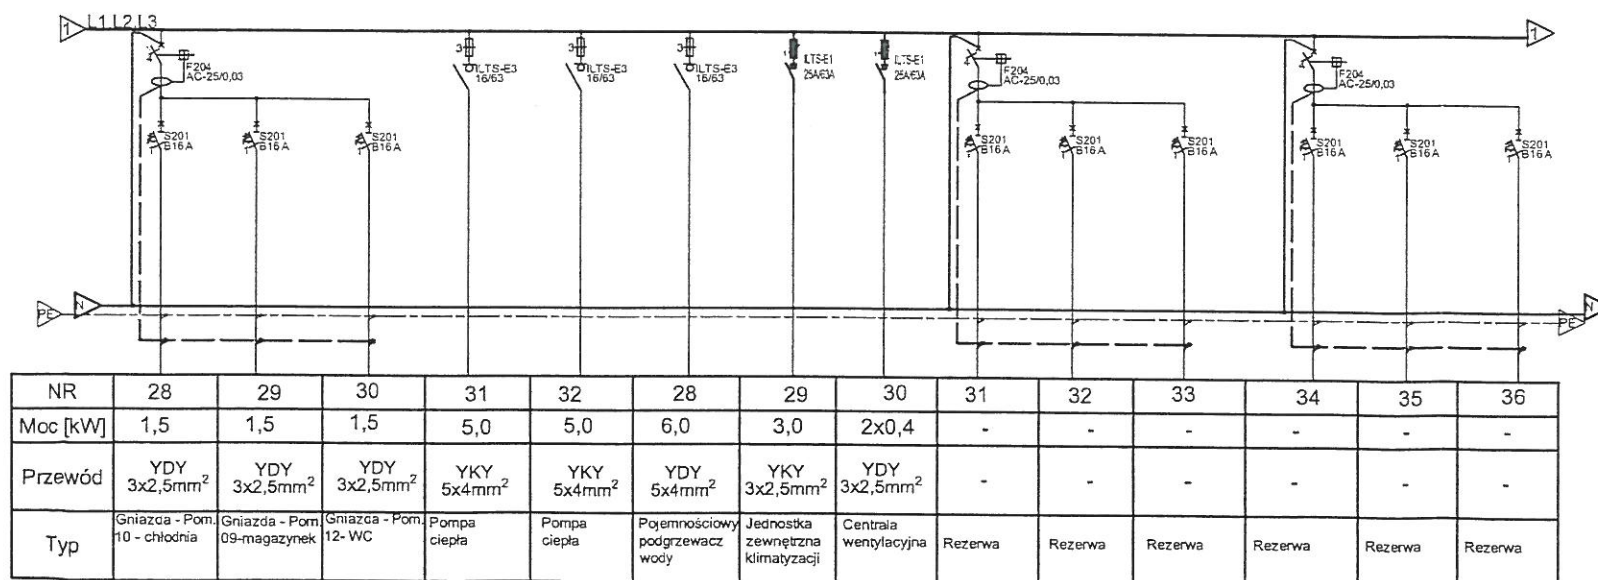 1 L1 L2 L3 1
F204
AC-25/0,03
S201
B16A
S201
B16A
S201
B16A
3 ILTS-E3
16/63
3 ILTS-E3
16/63
3 ILTS-E3
16/63
ILTS-E1
25A/63A
ILTS-E1
25A/63A
F204
AC-25/0,03
S201
B16A
S201
B16A
S201
B16A
F204
AC-25/0,03
S201
B16A
S201
B16A
S201
B16A
N N
PE PE
NR 28 29 30 31 32 28 29 30 31 32 33 34 35 36
Moc [kW] 1,5 1,5 1,5 5,0 5,0 6,0 3,0 2x0,4 - - - - - -
Przewód YDY 3x2,5mm² YDY 3x2,5mm² YDY 3x2,5mm² YKY 5x4mm² YKY 5x4mm² YDY 5x4mm² YKY 3x2,5mm² YDY 3x2,5mm² - - - - - -
Typ
Gniazda - Pom.
10 - chłodnia
Gniazda - Pom.
09-magazynek
Gniazda - Pom.
12- WC
Pompa
ciepła
Pompa
ciepła
Pojemnościowy
podgrzewacz
wody
Jednostka
zewnętrzna
klimatyzacji
Centrala
wentylacyjna
Rezerwa Rezerwa Rezerwa Rezerwa Rezerwa Rezerwa